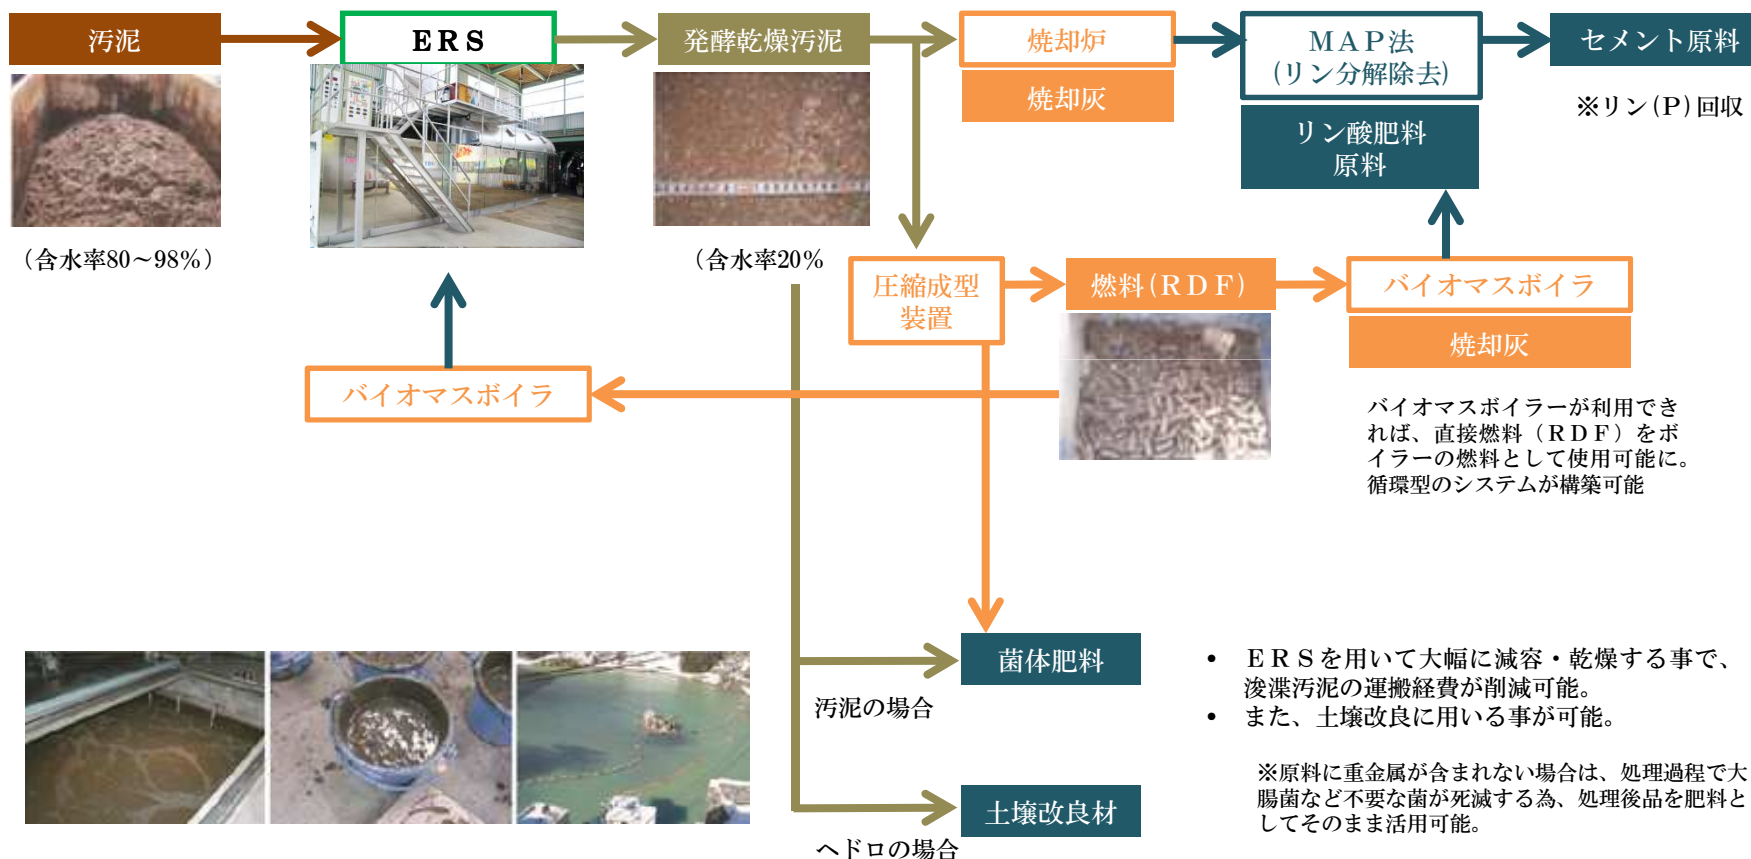 汚泥
ERS
発酵乾燥汚泥
焼却炉
焼却灰
MAP法
(リン分解除去)
リン酸肥料
原料
セメント原料
※リン(P)回収
（含水率80～98%）
（含水率20%
圧縮成型
装置
燃料(RDF)
バイオマスボイラ
焼却灰
バイオマスボイラ
バイオマスボイラーが利用でき
れば、直接燃料（ＲＤＦ）をボ
イラーの燃料として使用可能に。
循環型のシステムが構築可能
菌体肥料
汚泥の場合
土壌改良材
ヘドロの場合
• ＥＲＳを用いて大幅に減容・乾燥する事で、
浚渫汚泥の運搬経費が削減可能。
• また、土壌改良に用いる事が可能。
※原料に重金属が含まれない場合は、処理過程で大
腸菌など不要な菌が死滅する為、処理後品を肥料と
してそのまま活用可能。